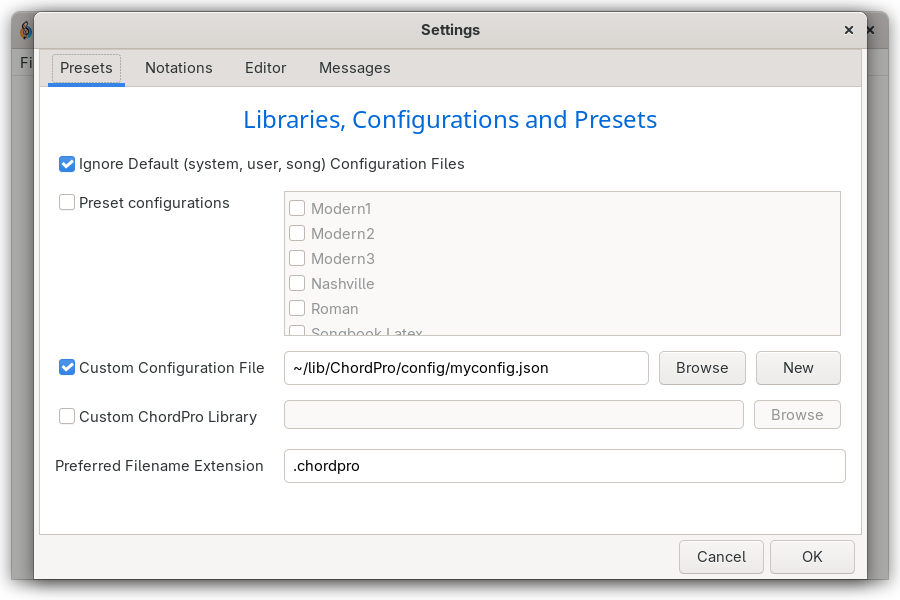 Settings
Fi
Presets Notations Editor Messages
Libraries, Configurations and Presets
Ignore Default (system, user, song) Configuration Files
Preset configurations
Modern1
Modern2
Modern3
Nashville
Roman
Songbook Latex
Custom Configuration File ~/lib/ChordPro/config/myconfig.json Browse New
Custom ChordPro Library Browse
Preferred Filename Extension .chordpro
Cancel OK